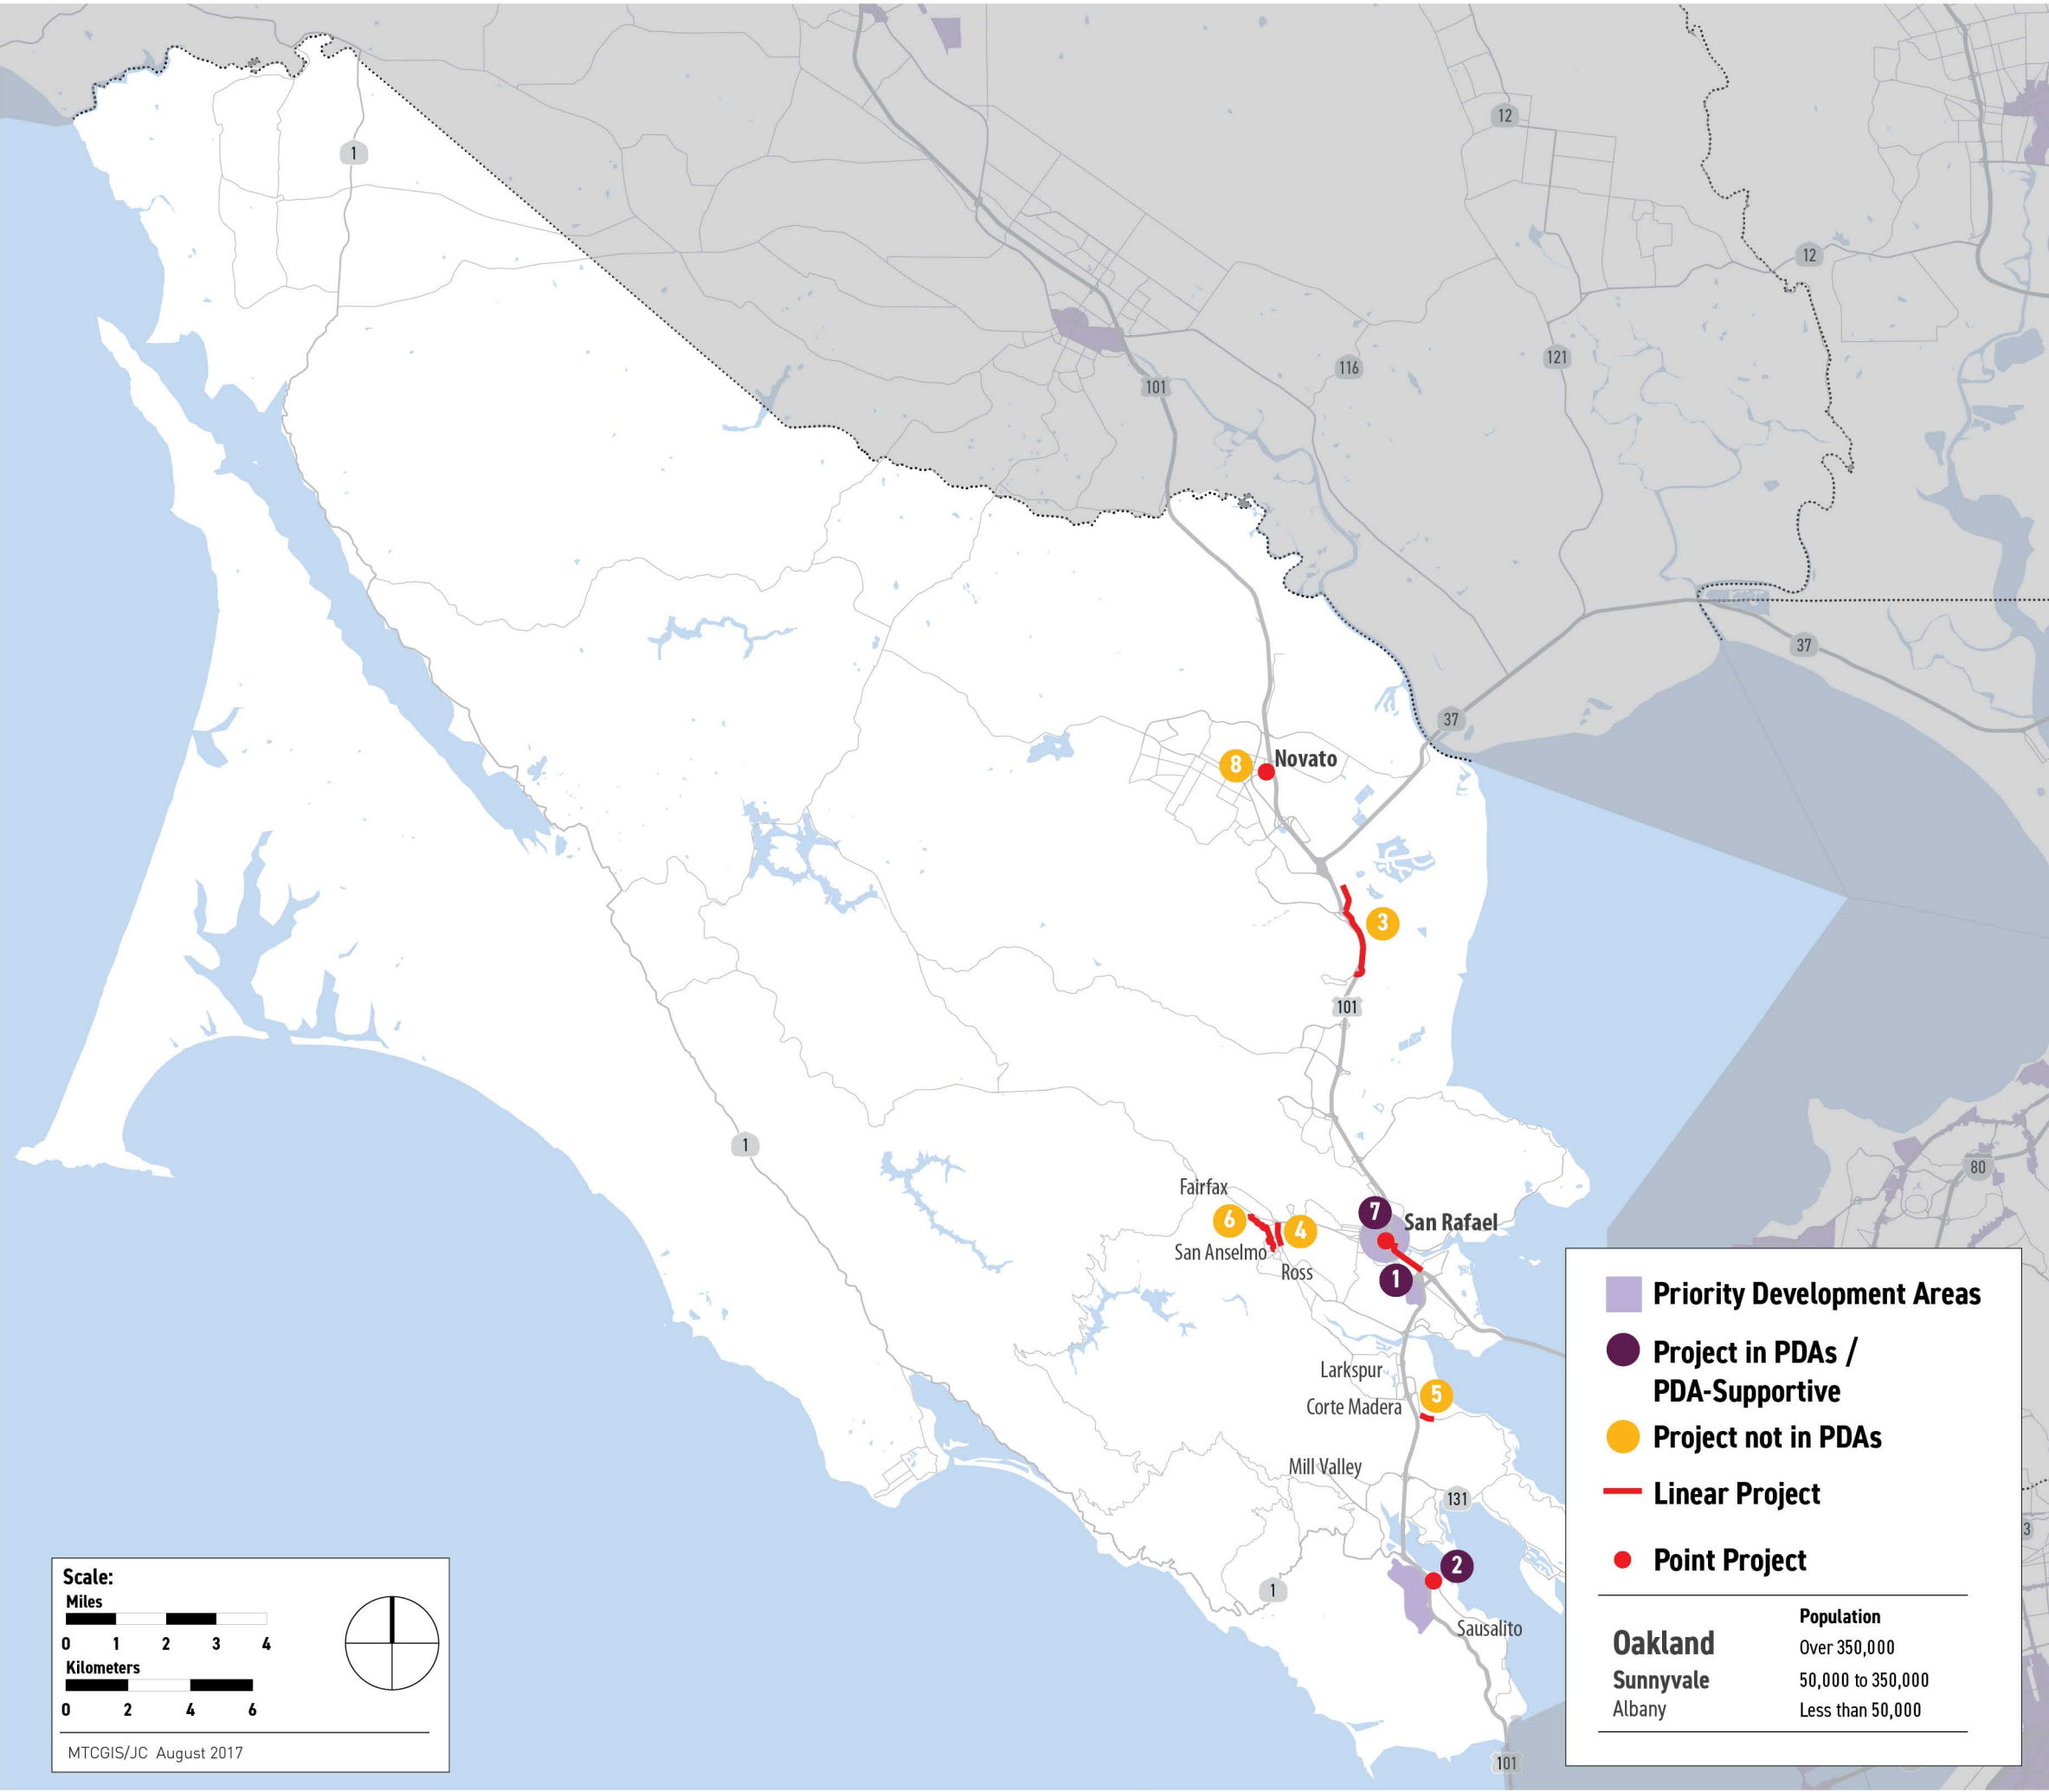 12
1
12
121
116
101
37
37
Novato
8
3
101
1
80
Fairfax
7
San Rafael
6
4
San Anselmo
Ross
1
Larkspur
5
Corte Madera
Mill Valley
131
2
1
Sausalito
101
3
Priority Development Areas
Project in PDAs /
PDA-Supportive
Project not in PDAs
Linear Project
Point Project
Population
Oakland Over 350,000
Sunnyvale 50,000 to 350,000
Albany Less than 50,000
Scale:
Miles
0 1 2 3 4
Kilometers
0 2 4 6
MTCGIS/JC August 2017